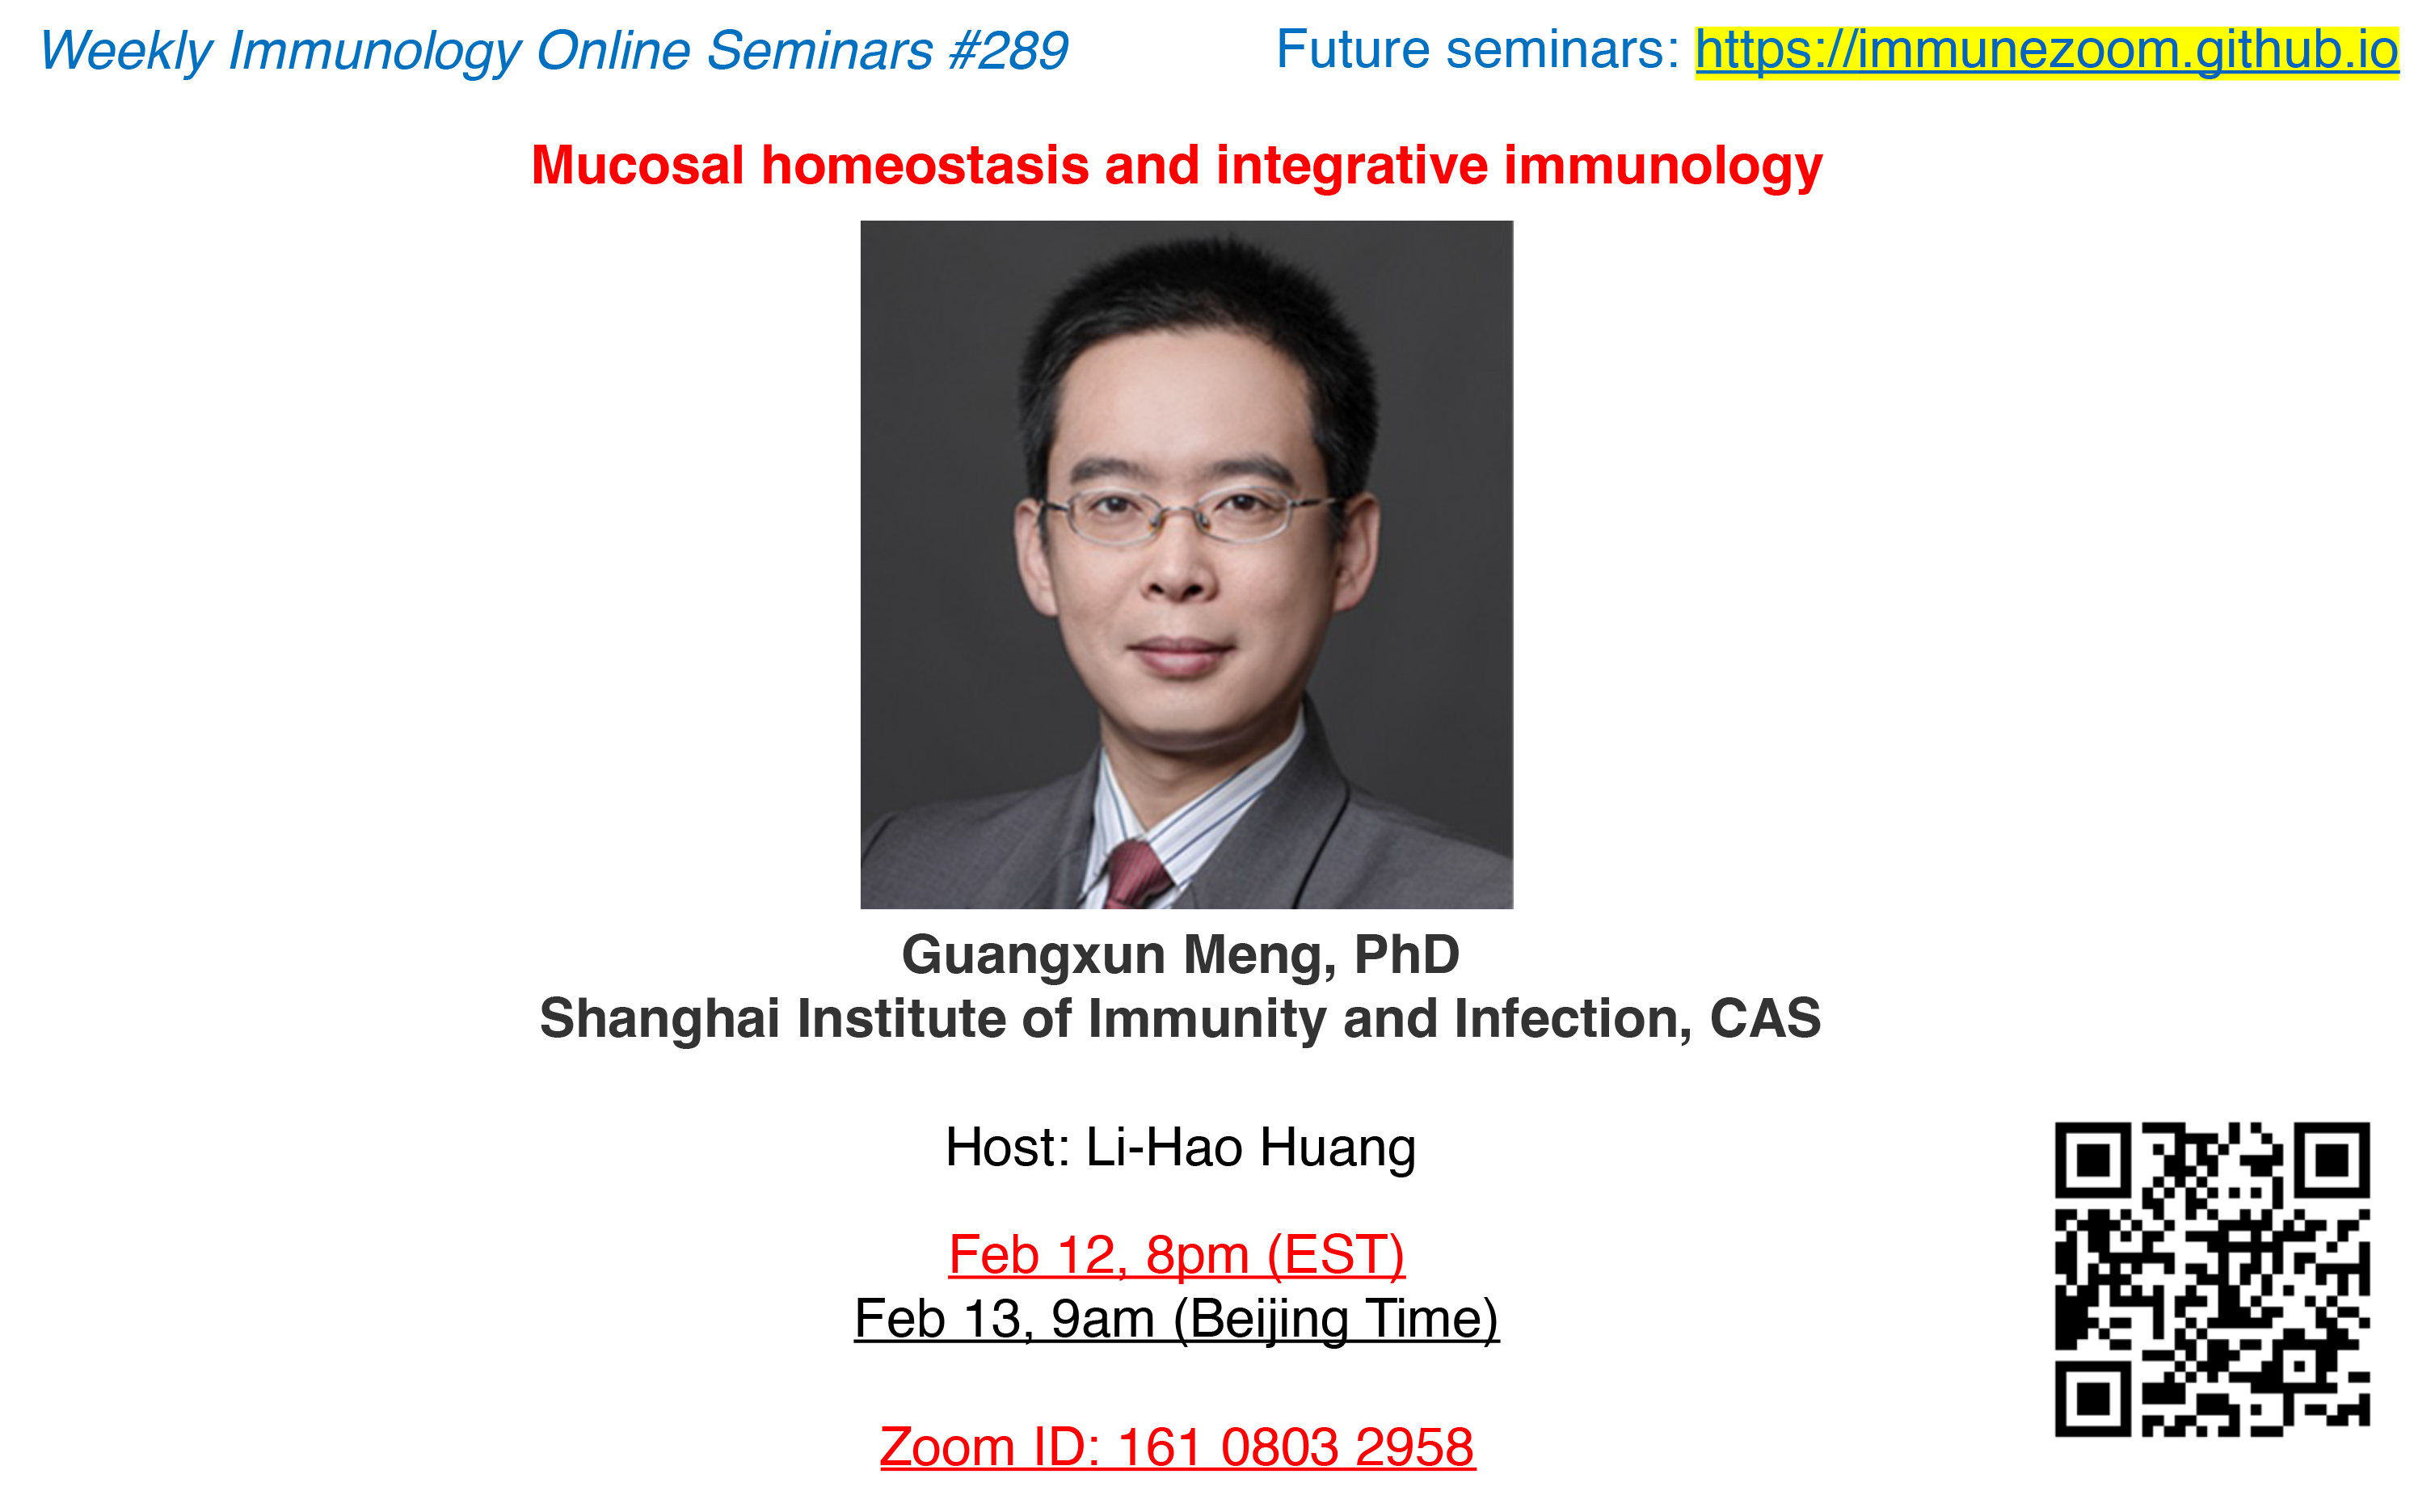 Weekly Immunology Online Seminars #289
Future seminars: https://immunezoom.github.io
Mucosal homeostasis and integrative immunology
Guangxun Meng, PhD
Shanghai Institute of Immunity and Infection, CAS
Host: Li-Hao Huang
Feb 12, 8pm (EST)
Feb 13, 9am (Beijing Time)
Zoom ID: 161 0803 2958